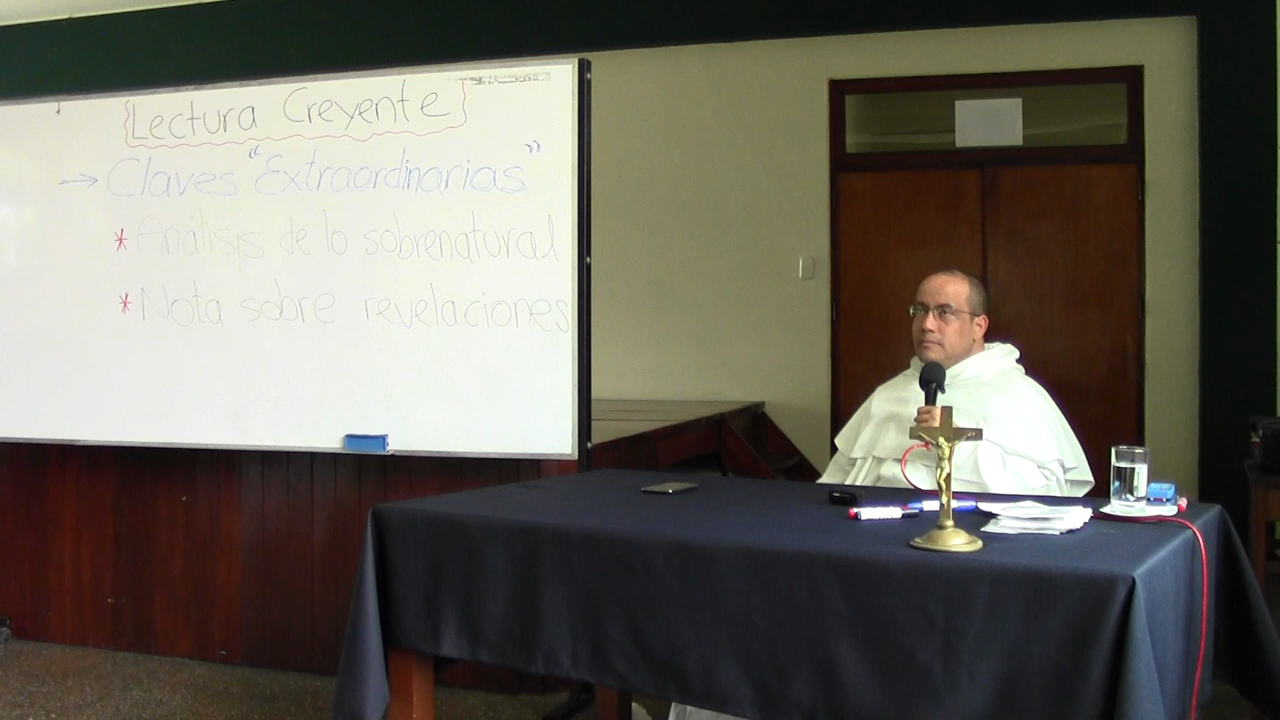 Lectura Creyente
→ Claves "Extraordinarias"
* Análisis de lo sobrenatural
* Nota sobre revelaciones